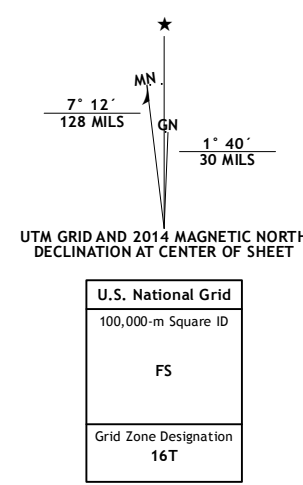 MN
7° 12´
128 MILS
GN
1° 40´
30 MILS
UTM GRID AND 2014 MAGNETIC NORTH
DECLINATION AT CENTER OF SHEET
U.S. National Grid
100,000-m Square ID
FS
Grid Zone Designation
16T